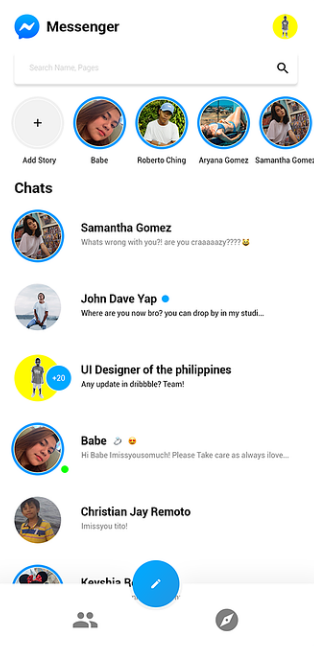 Messenger
Search Name, Pages
Add Story
Babe
Roberto Ching
Aryana Gomez
Samantha Gomez
Chats
Samantha Gomez
Whats wrong with you?! are you craaaaazy????😸
John Dave Yap
Where are you now bro? you can drop by in my studi...
UI Designer of the philippines
+20
Any update in dribbble? Team!
Babe 💍 😍
Hi Babe Imissyousomuch! Please Take care as always ilove...
Christian Jay Remoto
Imissyou tito!
Keyshia